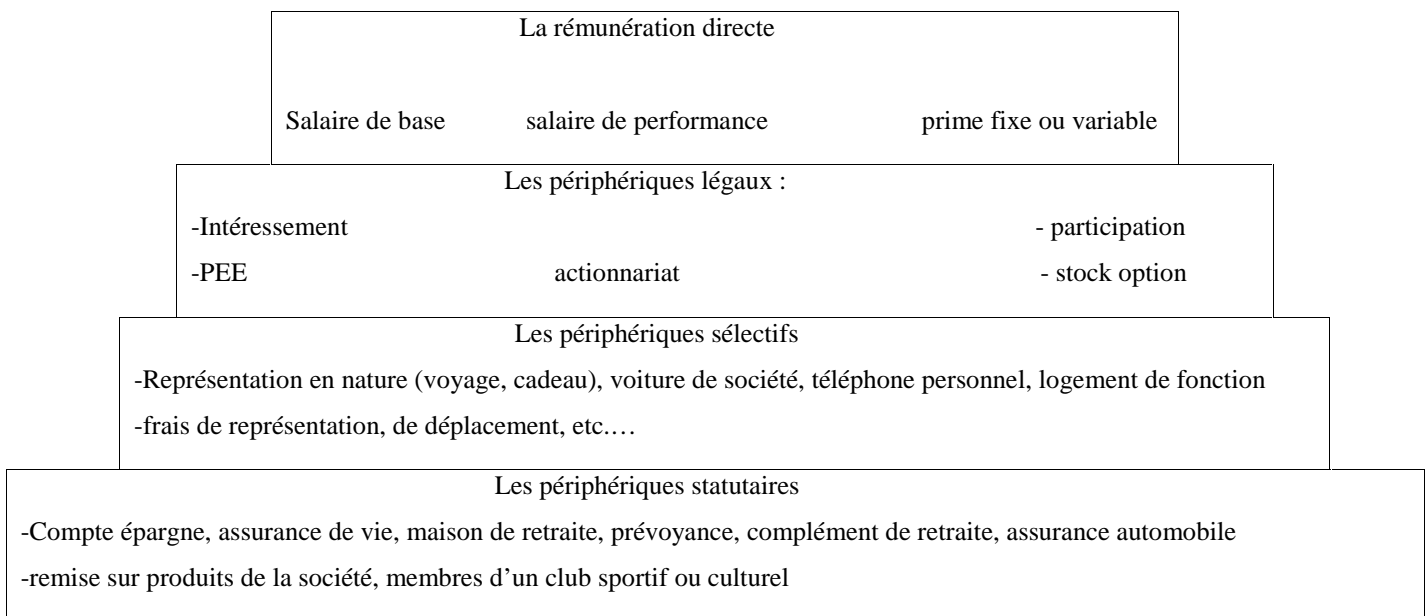 La rémunération directe
Salaire de base salaire de performance prime fixe ou variable
Les périphériques légaux :
-Intéressement - participation
-PEE actionnariat - stock option
Les périphériques sélectifs
-Représentation en nature (voyage, cadeau), voiture de société, téléphone personnel, logement de fonction
-frais de représentation, de déplacement, etc.…
Les périphériques statutaires
-Compte épargne, assurance de vie, maison de retraite, prévoyance, complément de retraite, assurance automobile
-remise sur produits de la société, membres d’un club sportif ou culturel